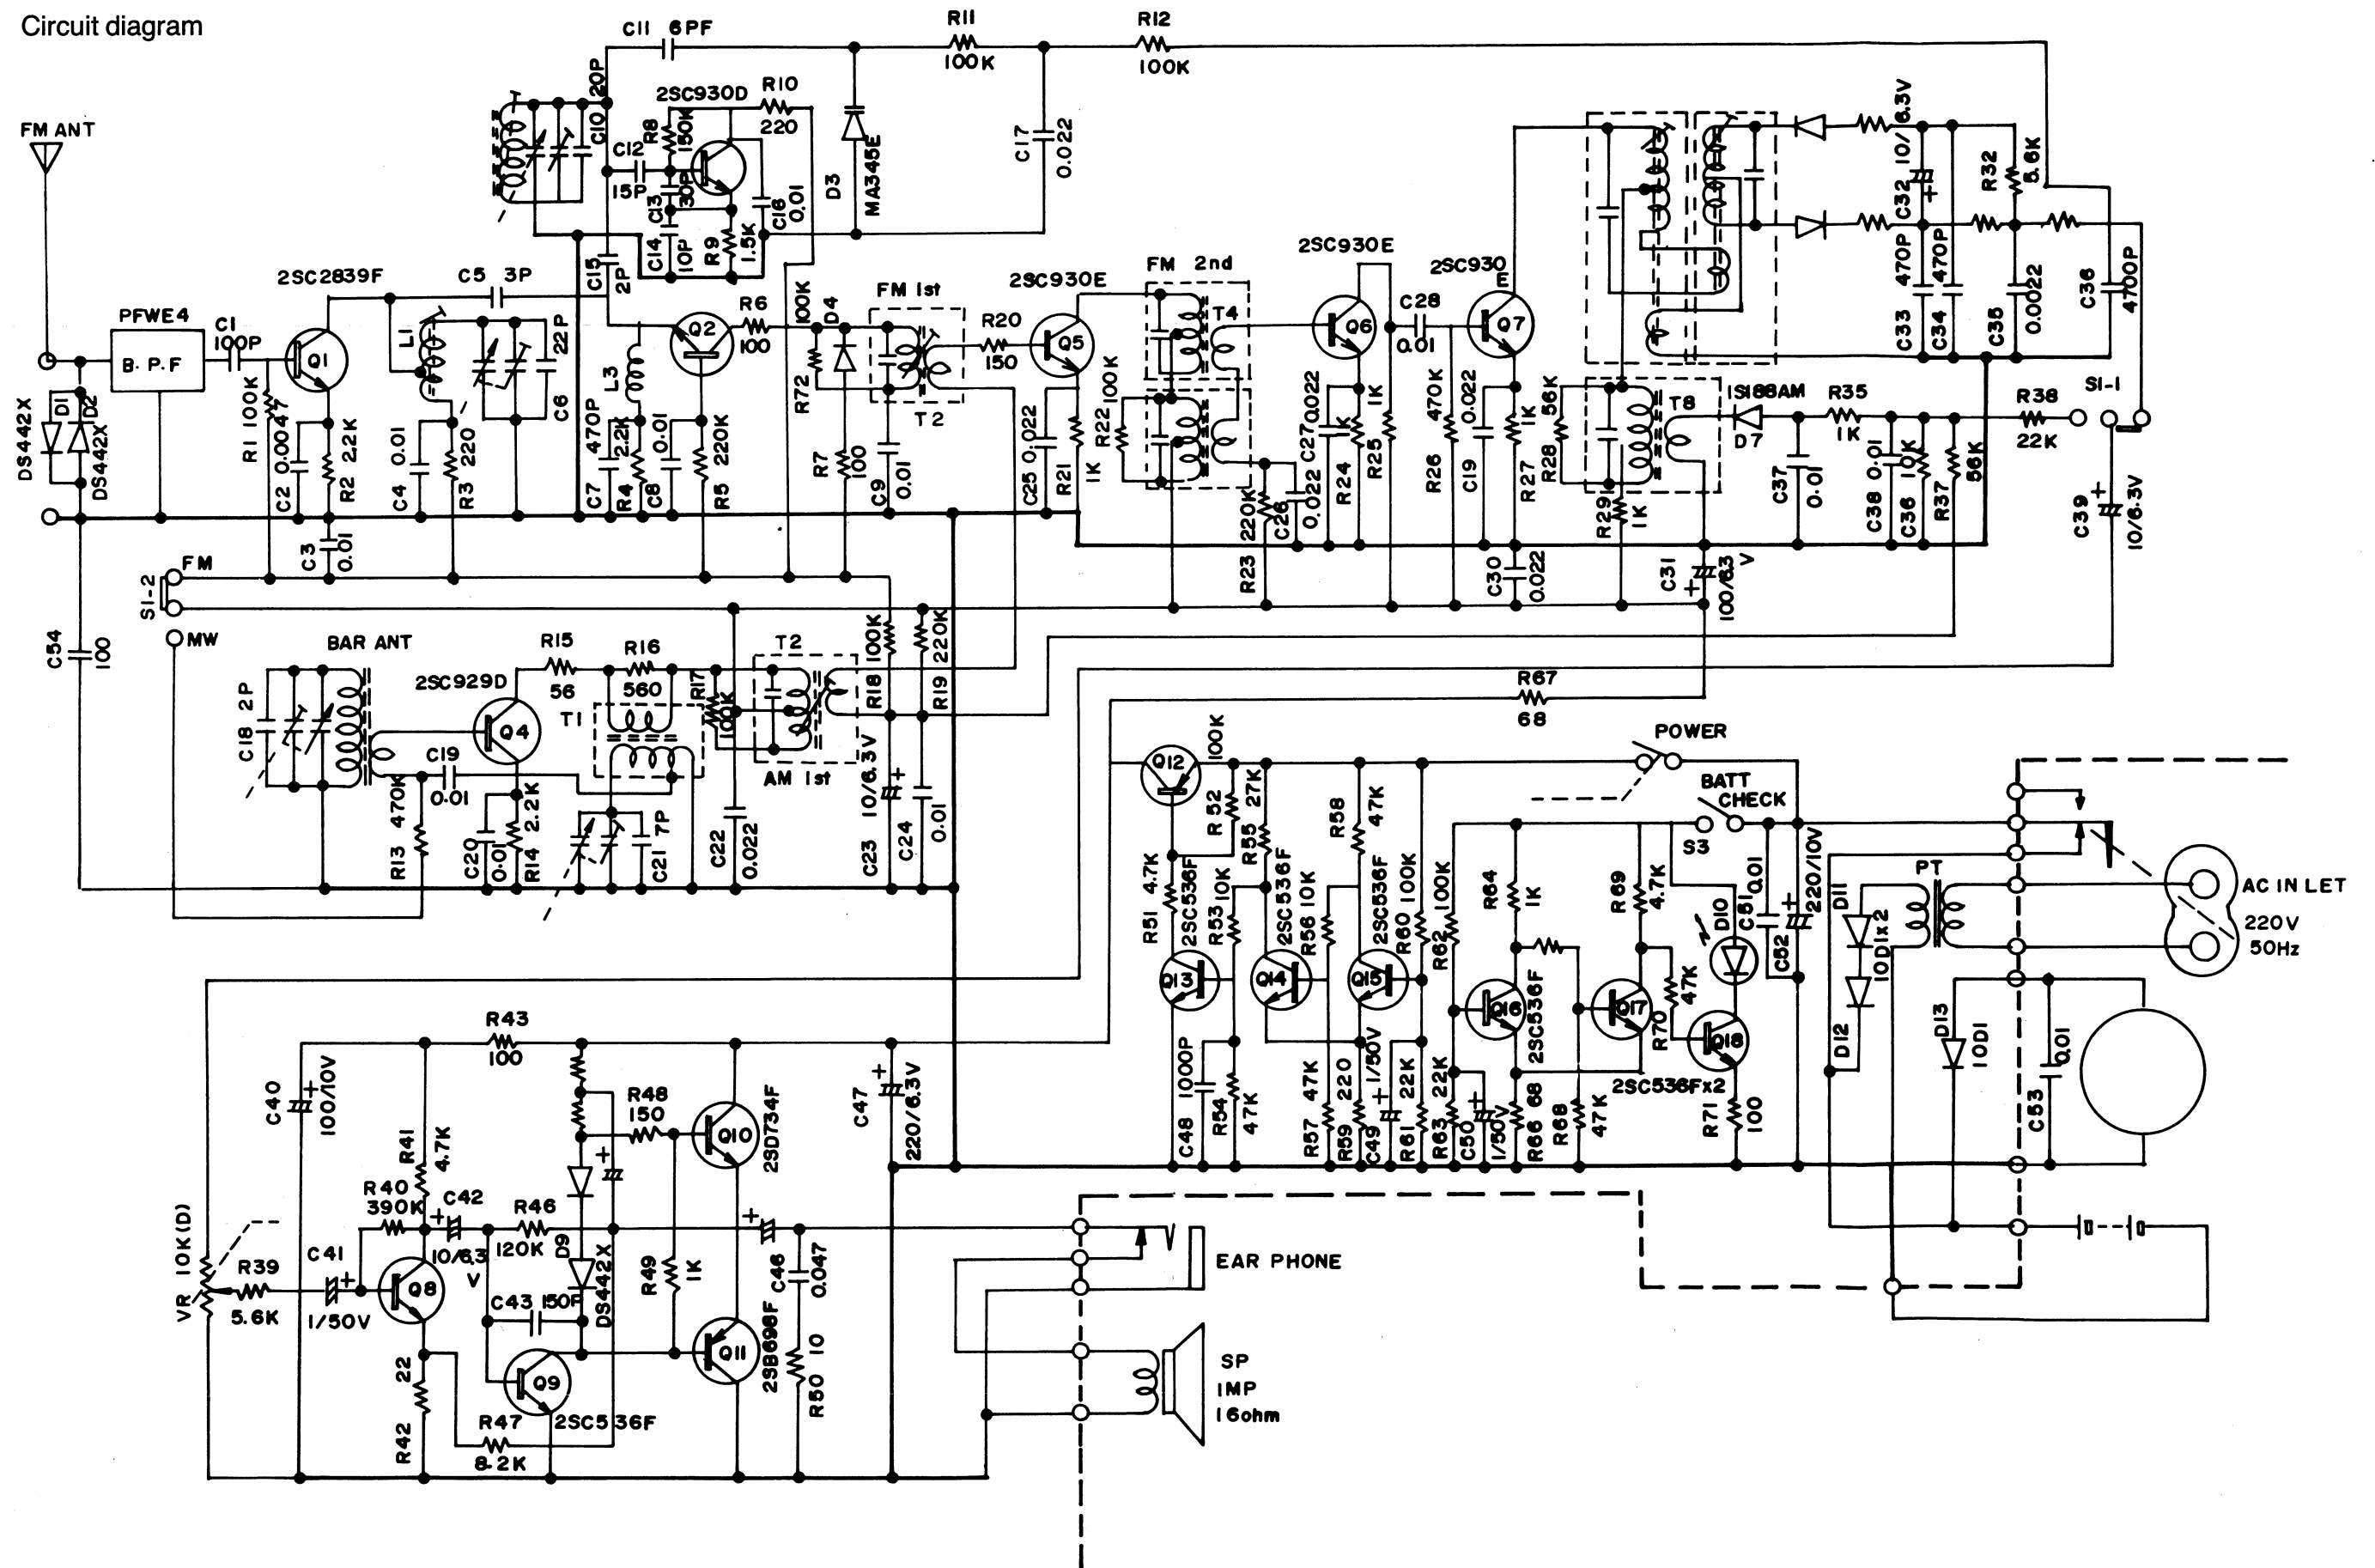 Circuit diagram
FM ANT
PFWE4
B. P. F
C1
100P
2SC2839F
Q1
DS442X
D1
D2
DS442X
R1 100K
C2 0.0047
R2 2.2K
C3
0.01
C4 0.01
R3 220
L1
C5 3P
22P
C6
C11 6PF
20P
C10
2SC930D
R10
220
R8
150K
C12
15P
C13
30P
C14
10P
R9
1.5K
C16
0.01
C15
2P
D3
MA345E
R11
100K
R12
100K
C17
0.022
L3
Q2
R6
100
C7 470P
R4 2.2K
C8 0.01
R5 220K
100K
R72
D4
R7
100
C9
0.01
FM 1st
T2
R20
150
2SC930E
Q5
C25 0.022
R21
1K
R22 100K
FM 2nd
T4
R23 220K
C26
0.022
2SC930E
Q6
C27 0.022
R24 1K
R25 1K
C28
0.01
2SC930
E
Q7
R26 470K
C19 0.022
R27 1K
R28 56K
C30
0.022
R29
1K
T8
1S188AM
D7
R35
1K
C31
100/6.3
V
C37
0.01
C38 0.01
C36 10K
R37
56K
R38
22K
S1-1
C39
10/6.3V
C32 10/6.3V
R32
5.6K
C33 470P
C34 470P
C35
0.0022
C36
4700P
S1-2
FM
MW
C54
100
BAR ANT
C18 2P
2SC929D
Q4
C19
0.01
R13 470K
C20
0.01
R14 2.2K
R15
56
R16
560
T1
C21 7P
R17
100K
T2
AM 1st
C22
0.022
R18 100K
R19 220K
C23 10/6.3V
C24
0.01
R67
68
Q12
100K
R52
R51 4.7K
2SC536F
Q13
R53 10K
R55 27K
2SC536F
Q14
R56 10K
R58
47K
2SC536F
Q15
R60 100K
R62 100K
C48 1000P
R54
47K
R57 47K
R59 220
C49 1/50V
R61 22K
R63 22K
C50
1/50V
R64
1K
Q16
2SC536F
R66 68
R68
47K
R69
4.7K
Q17
R70
47K
D10
Q18
2SC536Fx2
R71
100
POWER
BATT
CHECK
S3
C51 0.01
C52 220/10V
D11
10D1x2
D12
PT
D13
10D1
C53
0.01
AC IN LET
220V
50Hz
VR 10K(D)
R39
5.6K
C41
1/50V
C40
100/10V
R43
100
R41
4.7K
R40
390K
C42
10/6.3
V
Q8
R42
22
R46
120K
C43 150P
D9
DS442X
Q9
2SC536F
R47
8.2K
R48
150
R49
1K
Q10
2SD734F
Q11
2SB698F
C46
0.047
R50 10
C47
220/6.3V
EAR PHONE
SP
IMP
16ohm